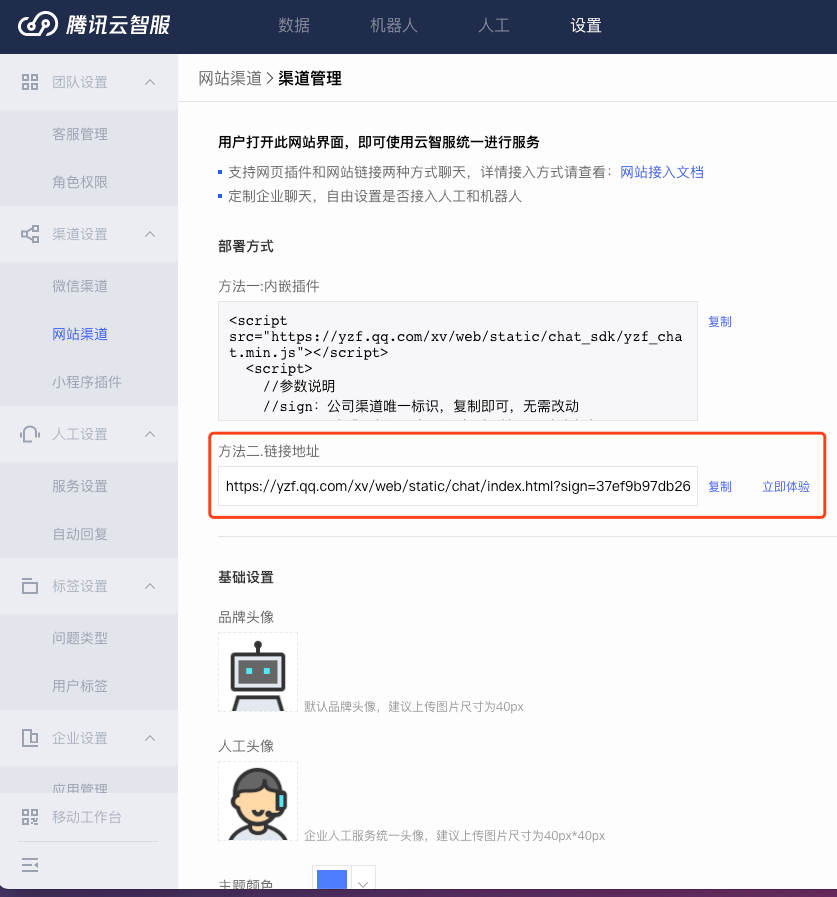 腾讯云智服
数据 机器人 人工 设置
团队设置
客服管理
角色权限
渠道设置
微信渠道
网站渠道
小程序插件
人工设置
服务设置
自动回复
标签设置
问题类型
用户标签
企业设置
应用管理
移动工作台
网站渠道 > 渠道管理
用户打开此网站界面，即可使用云智服统一进行服务
支持网页插件和网站链接两种方式聊天，详情接入方式请查看：网站接入文档
定制企业聊天，自由设置是否接入人工和机器人
部署方式
方法一:内嵌插件
<script
src="https://yzf.qq.com/xv/web/static/chat_sdk/yzf_cha
t.min.js"></script>
<script>
//参数说明
//sign：公司渠道唯一标识，复制即可，无需改动
复制
方法二.链接地址
https://yzf.qq.com/xv/web/static/chat/index.html?sign=37ef9b97db26 复制 立即体验
基础设置
品牌头像
默认品牌头像，建议上传图片尺寸为40px
人工头像
企业人工服务统一头像，建议上传图片尺寸为40px*40px
主题颜色